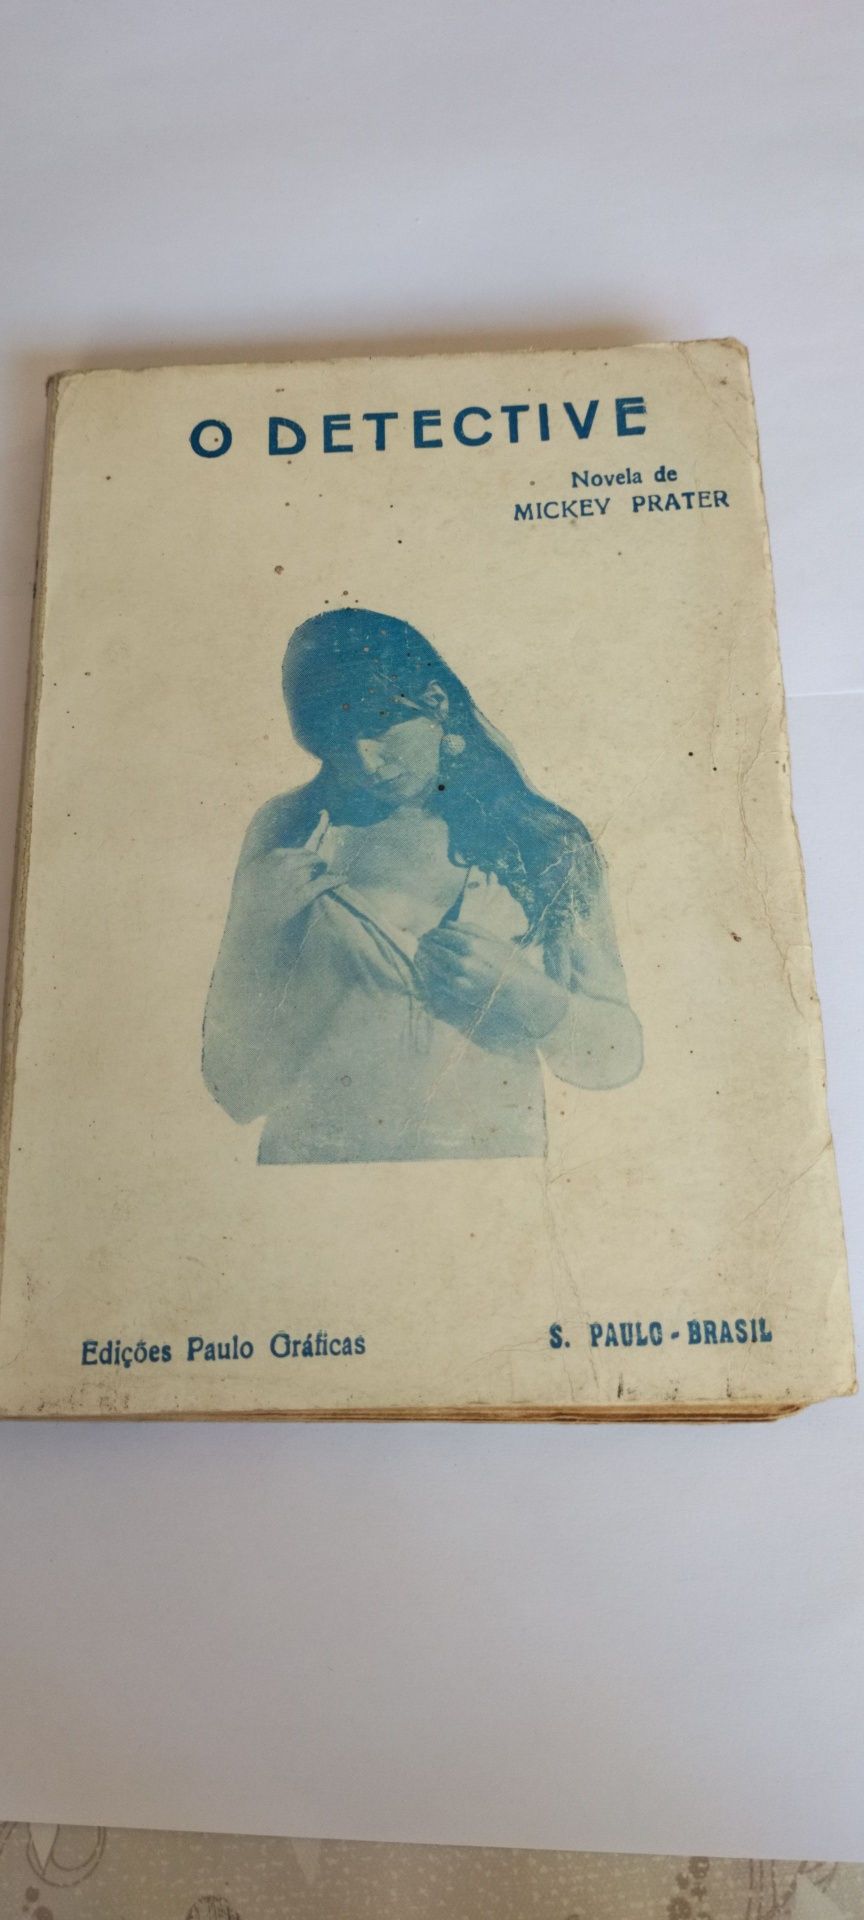 O DETECTIVE
Novela de
MICKEY PRATER
Edições Paulo Gráficas
S. PAULO - BRASIL